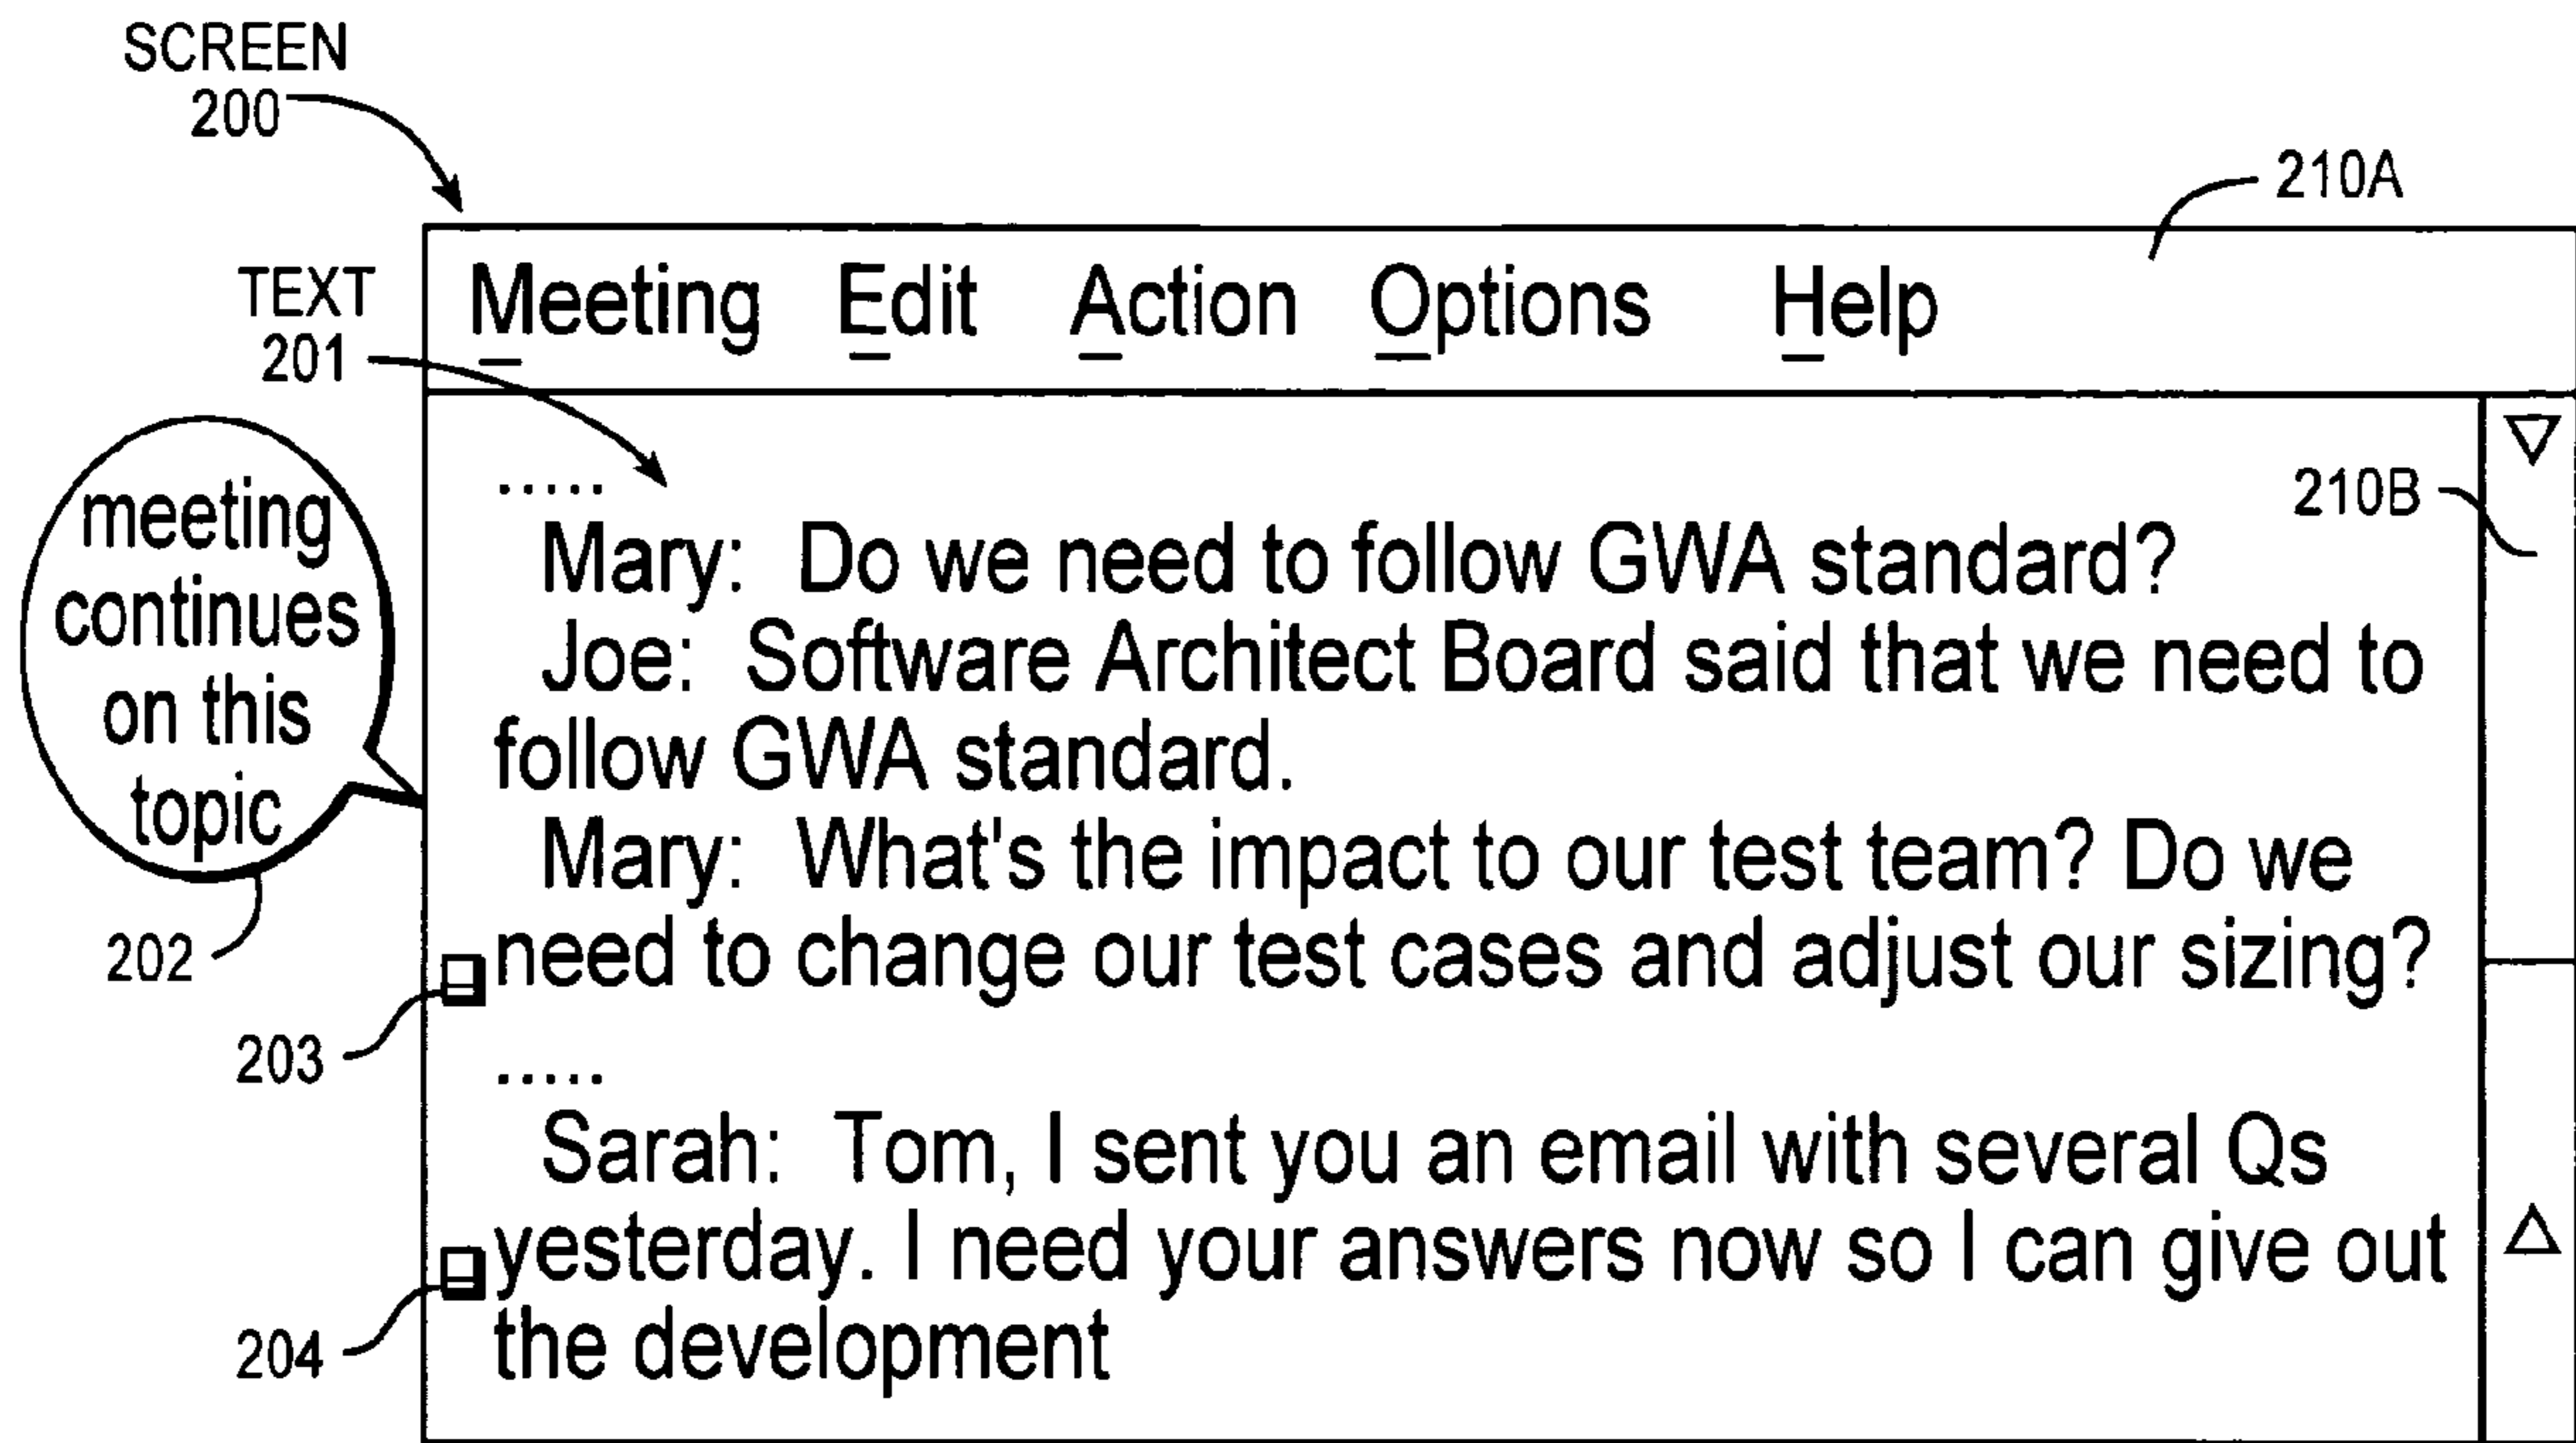 SCREEN
200
210A
Meeting Edit Action Options Help
TEXT
201
.....
210B
Mary: Do we need to follow GWA standard?
Joe: Software Architect Board said that we need to
follow GWA standard.
Mary: What's the impact to our test team? Do we
need to change our test cases and adjust our sizing?
.....
Sarah: Tom, I sent you an email with several Qs
yesterday. I need your answers now so I can give out
the development
meeting
continues
on this
topic
202
203
204